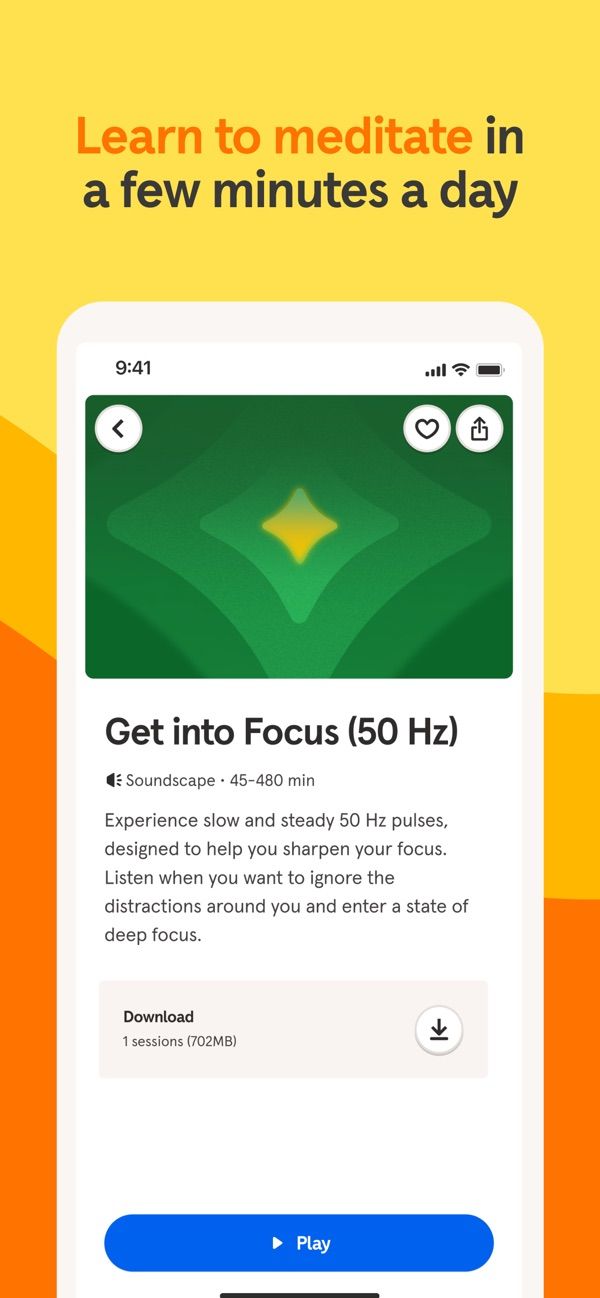 Learn to meditate in
a few minutes a day
9:41
Get into Focus (50 Hz)
Soundscape • 45-480 min
Experience slow and steady 50 Hz pulses,
designed to help you sharpen your focus.
Listen when you want to ignore the
distractions around you and enter a state of
deep focus.
Download
1 sessions (702MB)
Play